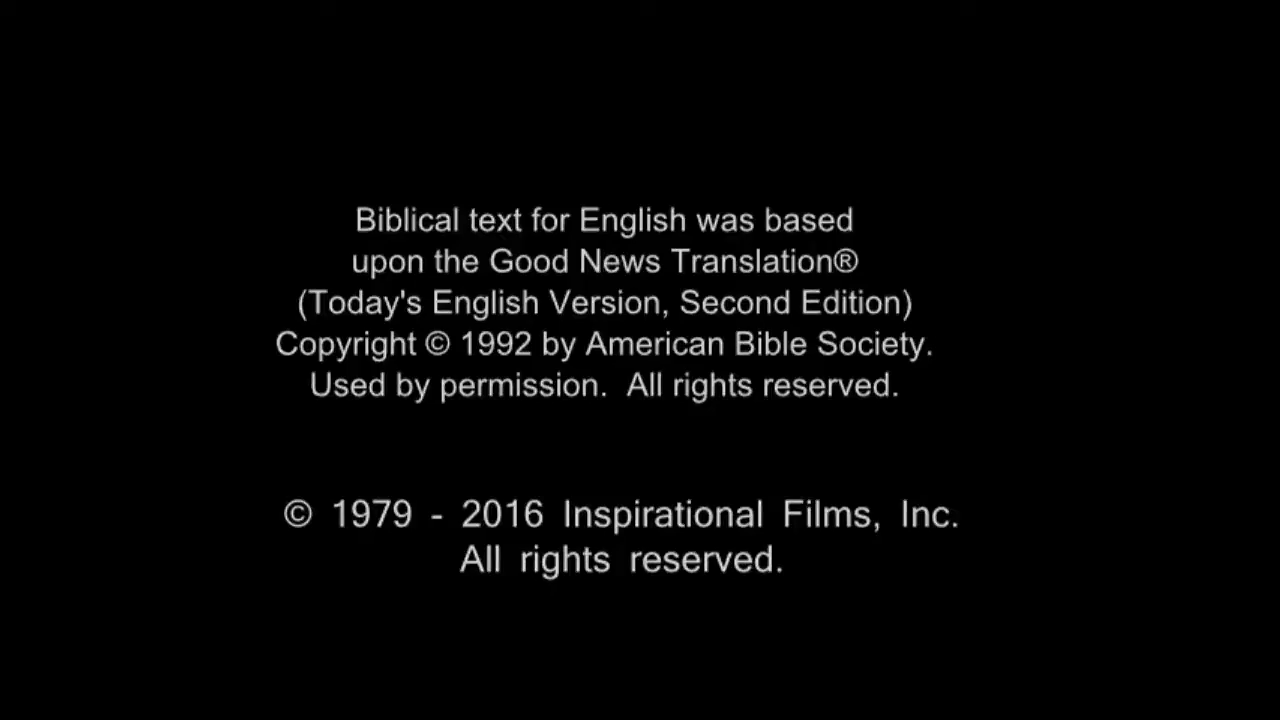 Biblical text for English was based
upon the Good News Translation®
(Today's English Version, Second Edition)
Copyright © 1992 by American Bible Society.
Used by permission.  All rights reserved.
© 1979 - 2016 Inspirational Films, Inc.
All rights reserved.